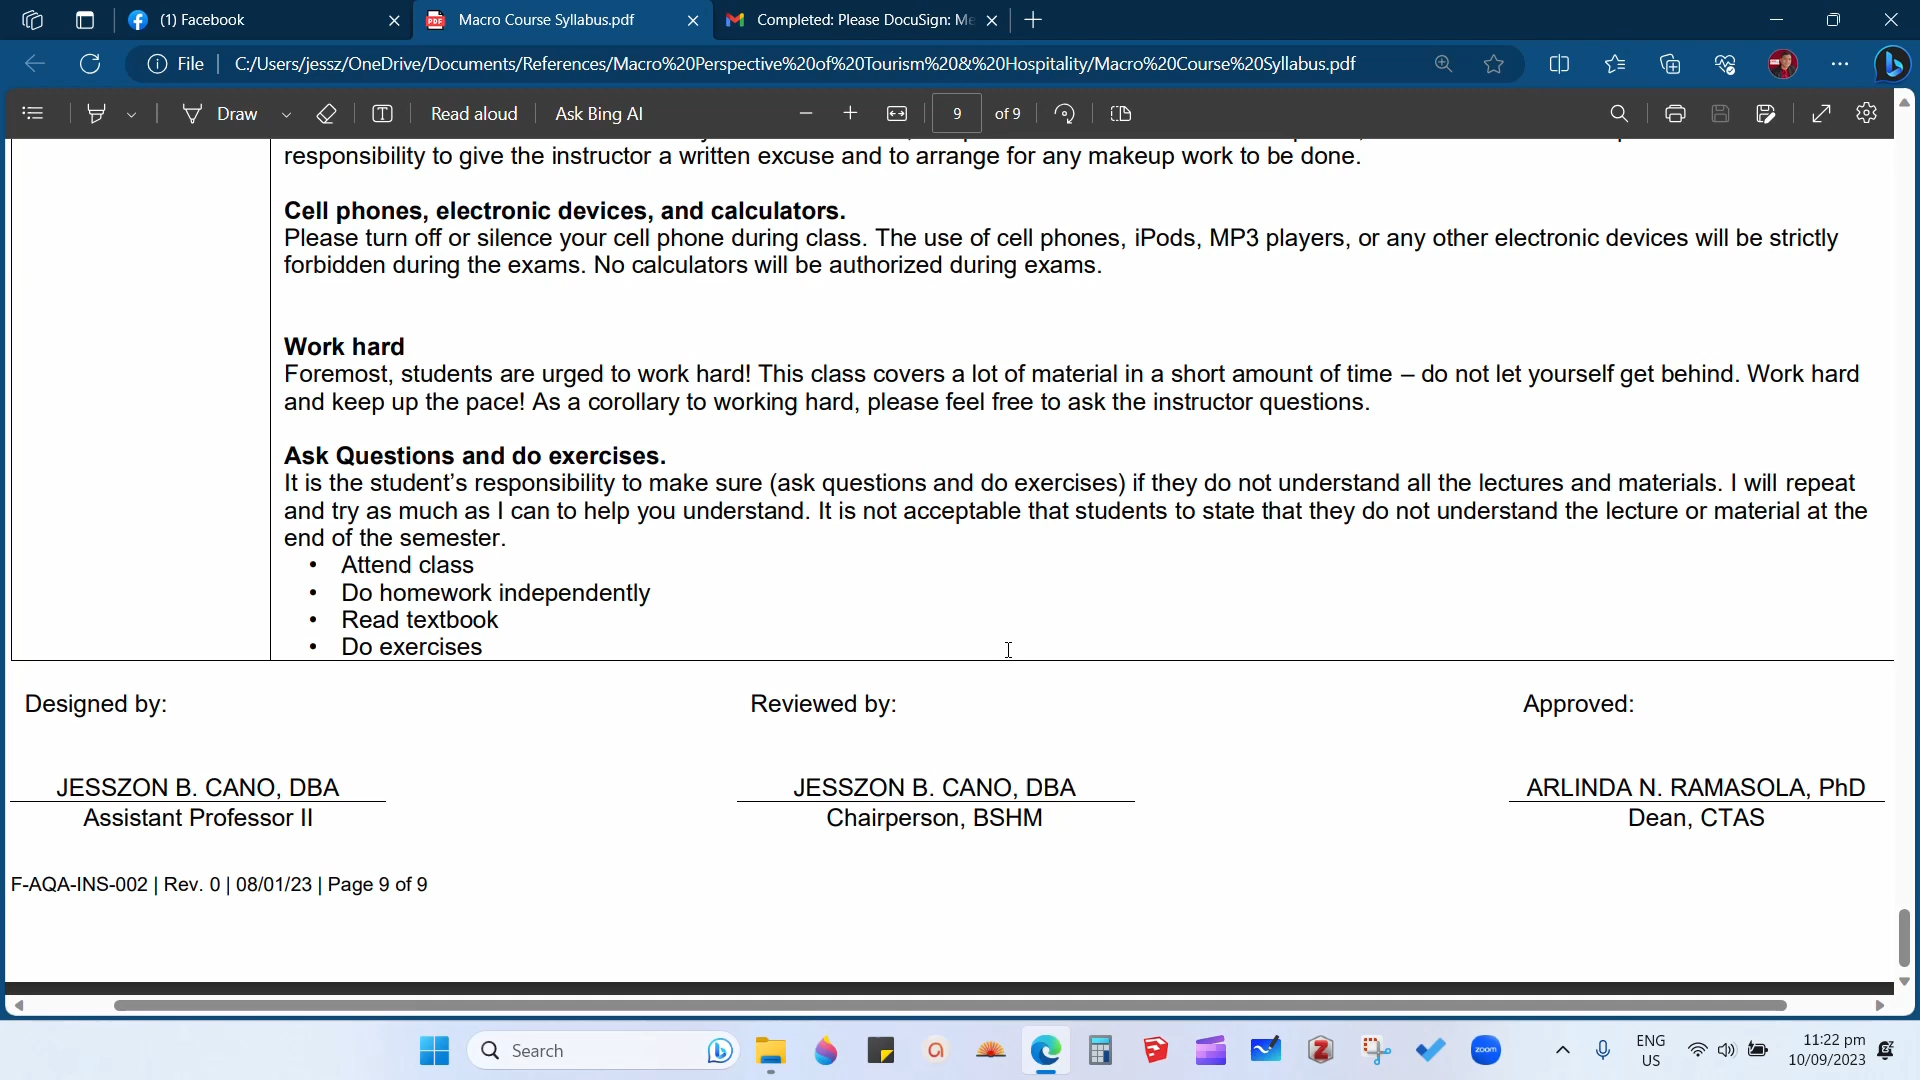 (1) Facebook
Macro Course Syllabus.pdf
Completed: Please DocuSign: Me
File
C:/Users/jessz/OneDrive/Documents/References/Macro%20Perspective%20of%20Tourism%20&%20Hospitality/Macro%20Course%20Syllabus.pdf
Draw
Read aloud
Ask Bing AI
9
of 9
responsibility to give the instructor a written excuse and to arrange for any makeup work to be done.
Cell phones, electronic devices, and calculators.
Please turn off or silence your cell phone during class. The use of cell phones, iPods, MP3 players, or any other electronic devices will be strictly
forbidden during the exams. No calculators will be authorized during exams.
Work hard
Foremost, students are urged to work hard! This class covers a lot of material in a short amount of time – do not let yourself get behind. Work hard
and keep up the pace! As a corollary to working hard, please feel free to ask the instructor questions.
Ask Questions and do exercises.
It is the student’s responsibility to make sure (ask questions and do exercises) if they do not understand all the lectures and materials. I will repeat
and try as much as I can to help you understand. It is not acceptable that students to state that they do not understand the lecture or material at the
end of the semester.
• Attend class
• Do homework independently
• Read textbook
• Do exercises
Designed by:
Reviewed by:
Approved:
JESSZON B. CANO, DBA
JESSZON B. CANO, DBA
ARLINDA N. RAMASOLA, PhD
Assistant Professor II
Chairperson, BSHM
Dean, CTAS
F-AQA-INS-002 | Rev. 0 | 08/01/23 | Page 9 of 9
Search
zoom
ENG
US
11:22 pm
10/09/2023